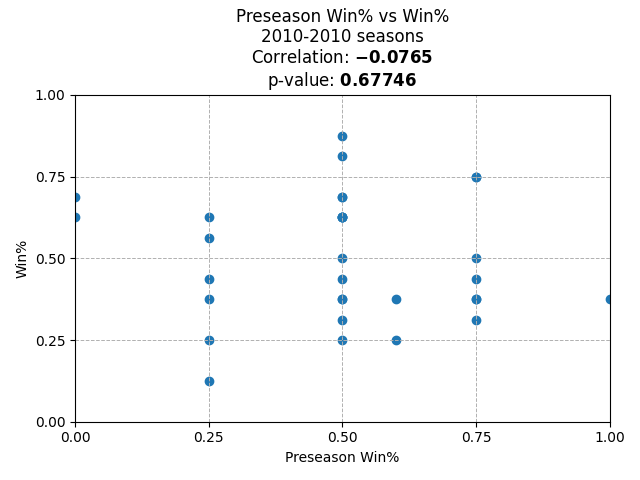 Preseason Win% vs Win%
2010-2010 seasons
Correlation: −0.0765
p-value: 0.67746
1.00
0.75
0.50
0.25
0.00
Win%
0.00 0.25 0.50 0.75 1.00
Preseason Win%